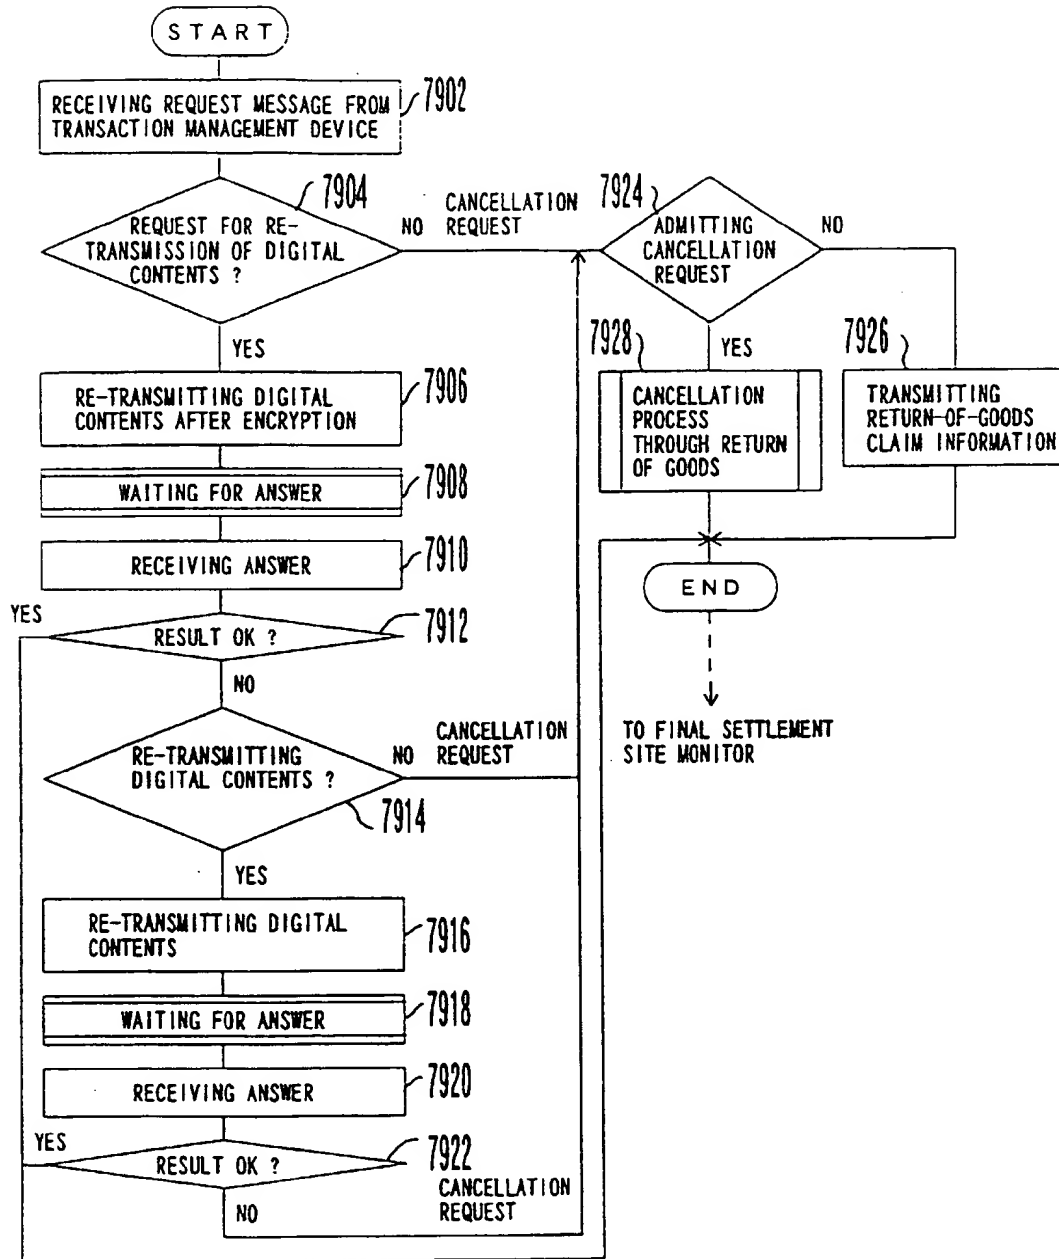 START
RECEIVING REQUEST MESSAGE FROM
TRANSACTION MANAGEMENT DEVICE
7902
7904
REQUEST FOR RE-
TRANSMISSION OF DIGITAL
CONTENTS ?
NO
CANCELLATION
REQUEST
YES
RE-TRANSMITTING DIGITAL
CONTENTS AFTER ENCRYPTION
7906
WAITING FOR ANSWER
7908
RECEIVING ANSWER
7910
YES
RESULT OK ?
7912
NO
RE-TRANSMITTING
DIGITAL CONTENTS ?
NO
CANCELLATION
REQUEST
7914
YES
RE-TRANSMITTING DIGITAL
CONTENTS
7916
WAITING FOR ANSWER
7918
RECEIVING ANSWER
7920
YES
RESULT OK ?
7922
NO
CANCELLATION
REQUEST
7924
ADMITTING
CANCELLATION
REQUEST
NO
YES
7928
CANCELLATION
PROCESS
THROUGH RETURN
OF GOODS
7926
TRANSMITTING
RETURN-OF-GOODS
CLAIM INFORMATION
END
TO FINAL SETTLEMENT
SITE MONITOR